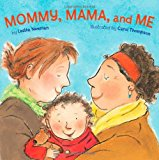 MOMMY, MAMA, and ME
by Lesléa Newman
illustrated by Carol Thompson